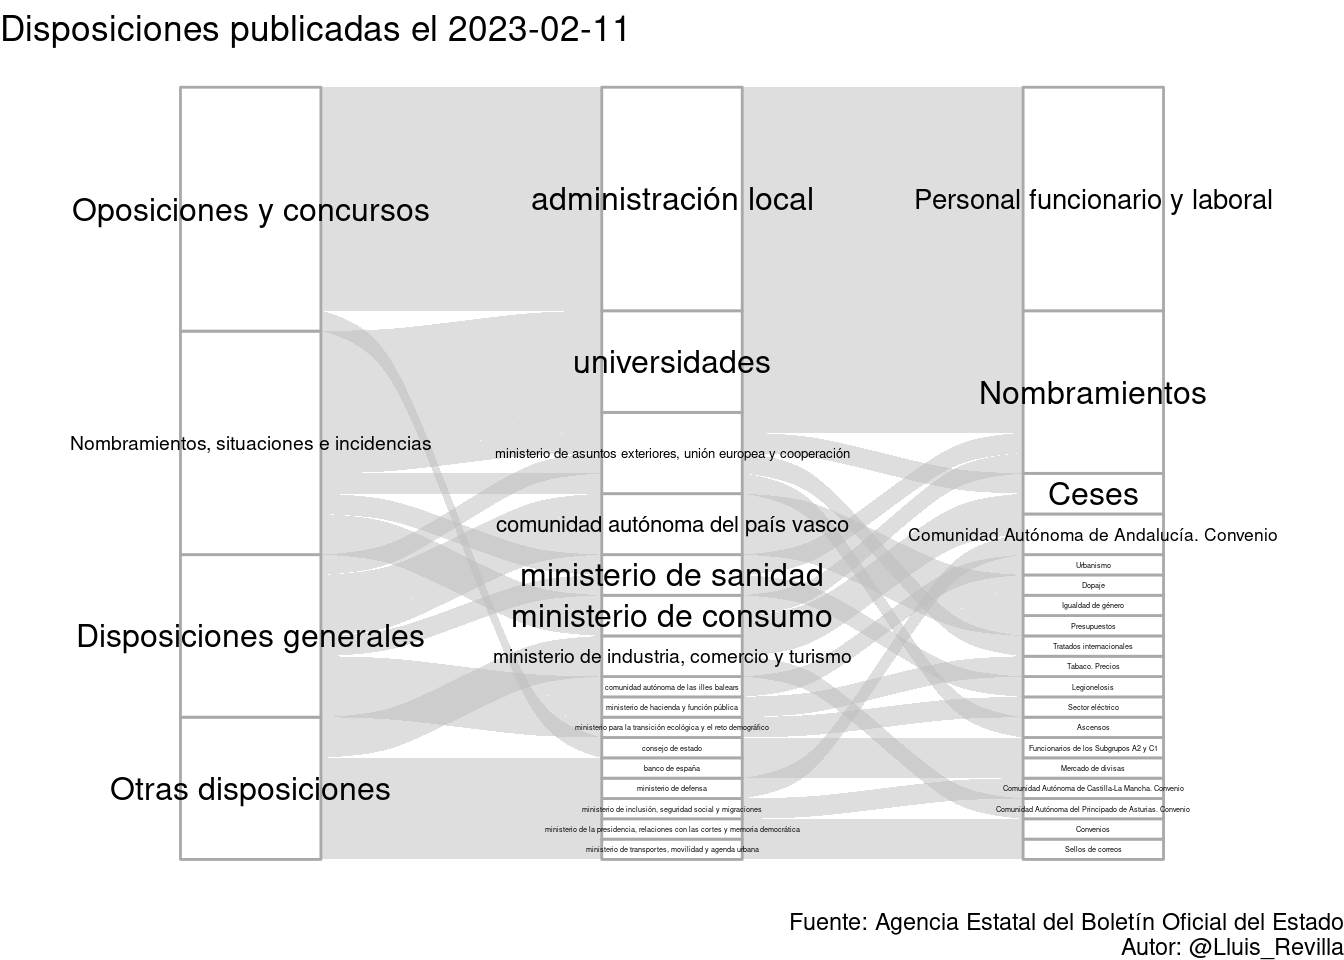 Disposiciones publicadas el 2023-02-11
Oposiciones y concursos
Nombramientos, situaciones e incidencias
Disposiciones generales
Otras disposiciones
administración local
universidades
ministerio de asuntos exteriores, unión europea y cooperación
comunidad autónoma del país vasco
ministerio de sanidad
ministerio de consumo
ministerio de industria, comercio y turismo
comunidad autónoma de las illes balears
ministerio de hacienda y función pública
ministerio para la transición ecológica y el reto demográfico
consejo de estado
banco de españa
ministerio de defensa
ministerio de inclusión, seguridad social y migraciones
ministerio de la presidencia, relaciones con las cortes y memoria democrática
ministerio de transportes, movilidad y agenda urbana
Personal funcionario y laboral
Nombramientos
Ceses
Comunidad Autónoma de Andalucía. Convenio
Urbanismo
Dopaje
Igualdad de género
Presupuestos
Tratados internacionales
Tabaco. Precios
Legionelosis
Sector eléctrico
Ascensos
Funcionarios de los Subgrupos A2 y C1
Mercado de divisas
Comunidad Autónoma de Castilla-La Mancha. Convenio
Comunidad Autónoma del Principado de Asturias. Convenio
Convenios
Sellos de correos
Fuente: Agencia Estatal del Boletín Oficial del Estado
Autor: @Lluis_Revilla